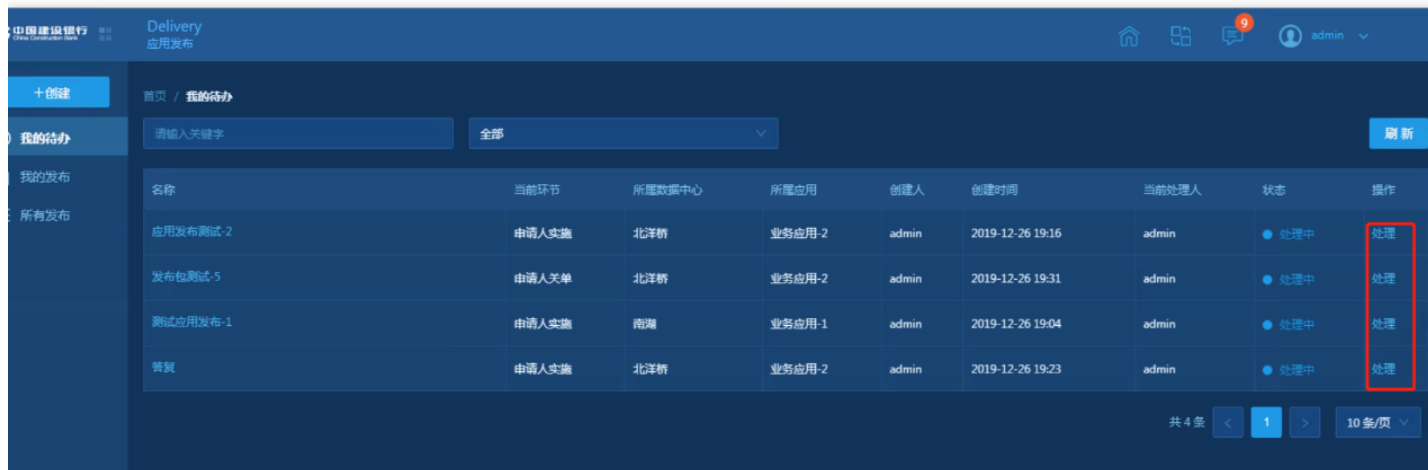 中国建设银行 Delivery 9 admin
China Construction Bank 应用发布
+创建 首页 / 我的待办
我的待办 请输入关键字 全部 刷新
我的发布
名称 当前环节 所属数据中心 所属应用 创建人 创建时间 当前处理人 状态 操作
所有发布
应用发布测试-2 申请人实施 北洋桥 业务应用-2 admin 2019-12-26 19:16 admin 处理中 处理
发布包测试-5 申请人关单 北洋桥 业务应用-2 admin 2019-12-26 19:31 admin 处理中 处理
测试应用发布-1 申请人实施 南湖 业务应用-1 admin 2019-12-26 19:04 admin 处理中 处理
答复 申请人实施 北洋桥 业务应用-2 admin 2019-12-26 19:23 admin 处理中 处理
共4条 < 1 > 10条/页